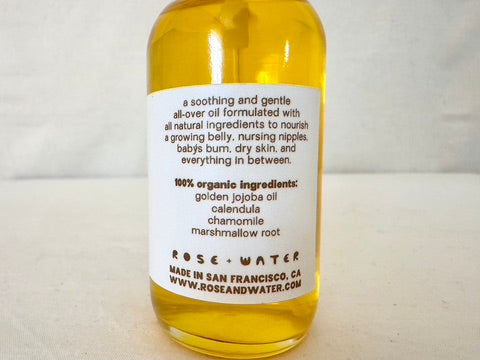 a soothing and gentle
all-over oil formulated with
all natural ingredients to nourish
a growing belly, nursing nipples,
baby's bum, dry skin, and
everything in between.
100% organic ingredients:
golden jojoba oil
calendula
chamomile
marshmallow root
ROSE + WATER
MADE IN SAN FRANCISCO, CA
WWW.ROSEANDWATER.COM